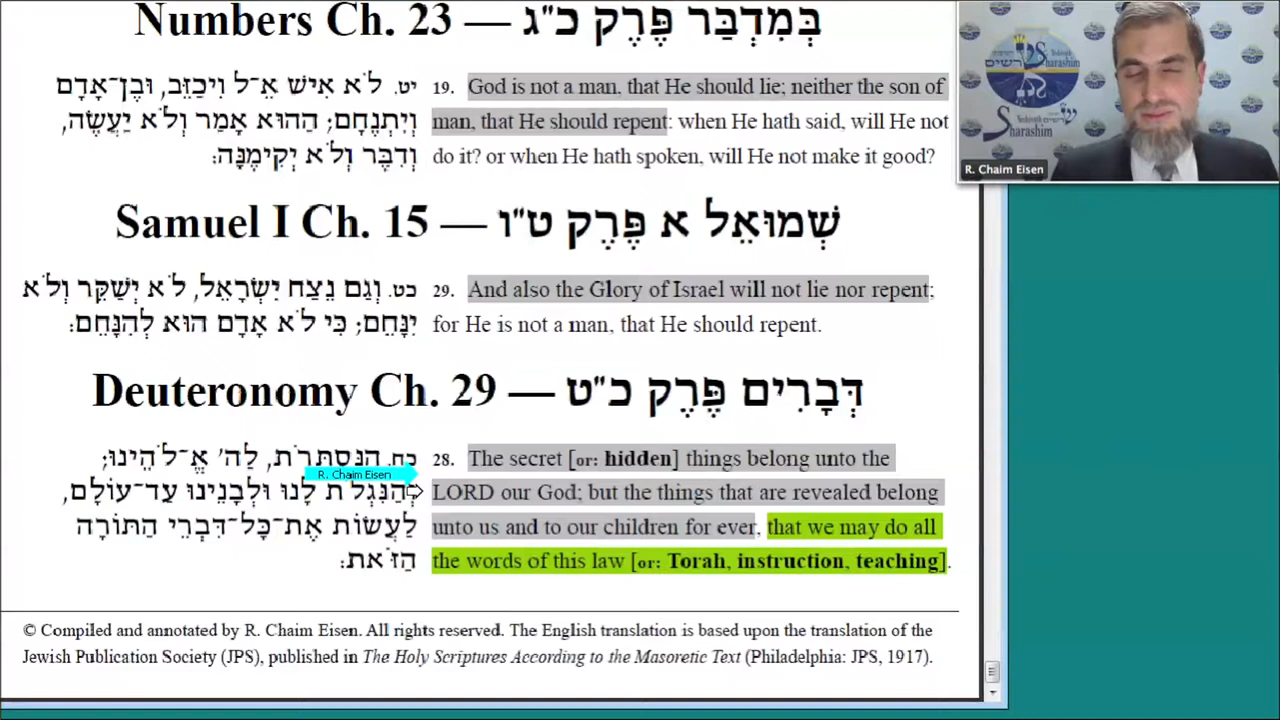 Numbers Ch. 23 — בְּמִדְבַּר פֶּרֶק כ"ג
יט. לֹא אִישׁ אֵ־ל וִיכַזֵּב, וּבֶן־אָדָם
וְיִתְנֶחָם; הַהוּא אָמַר וְלֹא יַעֲשֶׂה,
וְדִבֶּר וְלֹא יְקִימֶנָּה:
19. God is not a man, that He should lie; neither the son of
man, that He should repent: when He hath said, will He not
do it? or when He hath spoken, will He not make it good?
Samuel I Ch. 15 — שְׁמוּאֵל א פֶּרֶק ט"ו
כט. וְגַם נֵצַח יִשְׂרָאֵל, לֹא יְשַׁקֵּר וְלֹא
יִנָּחֵם; כִּי לֹא אָדָם הוּא לְהִנָּחֵם:
29. And also the Glory of Israel will not lie nor repent;
for He is not a man, that He should repent.
Deuteronomy Ch. 29 — דְּבָרִים פֶּרֶק כ"ט
כח. הַנִּסְתָּרֹת, לַה' אֱ־לֹהֵינוּ;
וְהַנִּגְלֹת לָנוּ וּלְבָנֵינוּ עַד־עוֹלָם,
לַעֲשׂוֹת אֶת־כָּל־דִּבְרֵי הַתּוֹרָה
הַזֹּאת:
R. Chaim Eisen
28. The secret [or: hidden] things belong unto the
LORD our God; but the things that are revealed belong
unto us and to our children for ever, that we may do all
the words of this law [or: Torah, instruction, teaching].
© Compiled and annotated by R. Chaim Eisen. All rights reserved. The English translation is based upon the translation of the
Jewish Publication Society (JPS), published in The Holy Scriptures According to the Masoretic Text (Philadelphia: JPS, 1917).
Yeshivath
Sharashim
Sharashim
R. Chaim Eisen